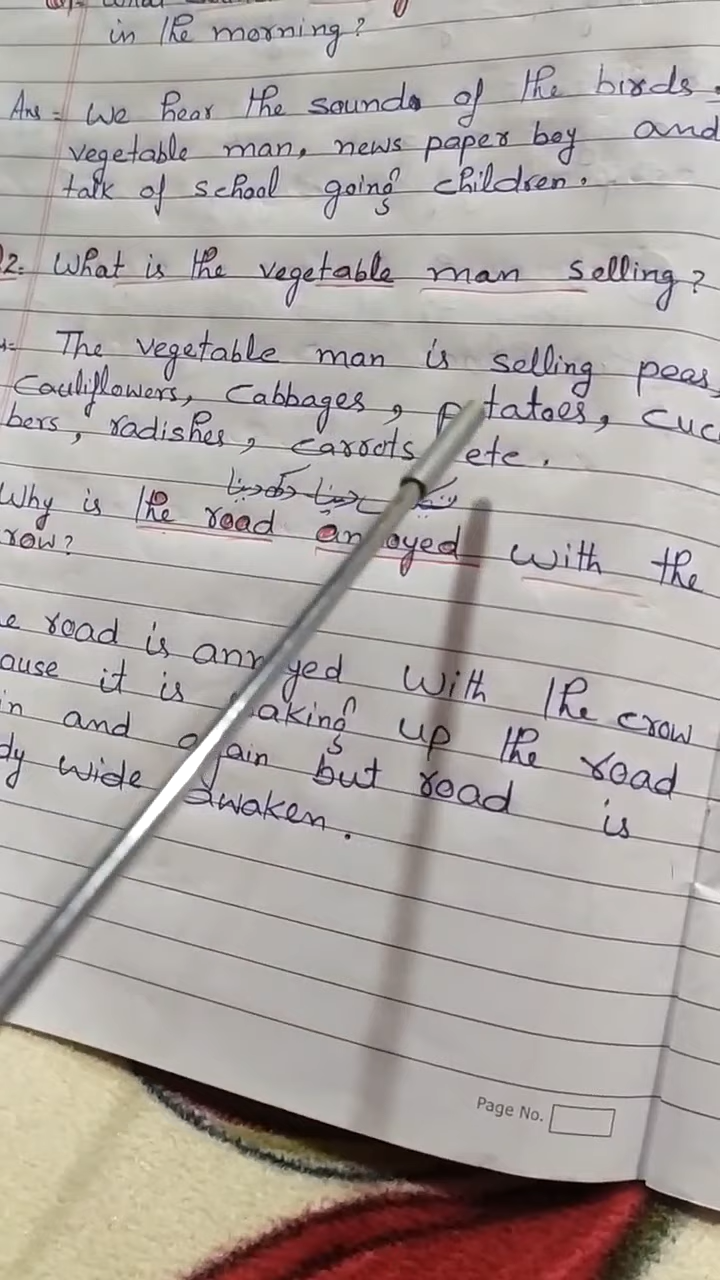 in the morning?
Ans = We hear the sounds of the birds.
vegetable man, news paper boy and
talk of school going children.
2. What is the vegetable man selling?
The vegetable man is selling peas,
Cauliflowers, Cabbages, potatoes, cuc
bers, radishes, carrots etc.
Why is the road annoyed with the
row?
e road is annoyed with the crow
ause it is waking up the road
in and again but road is
dy wide awaken.
Page No.